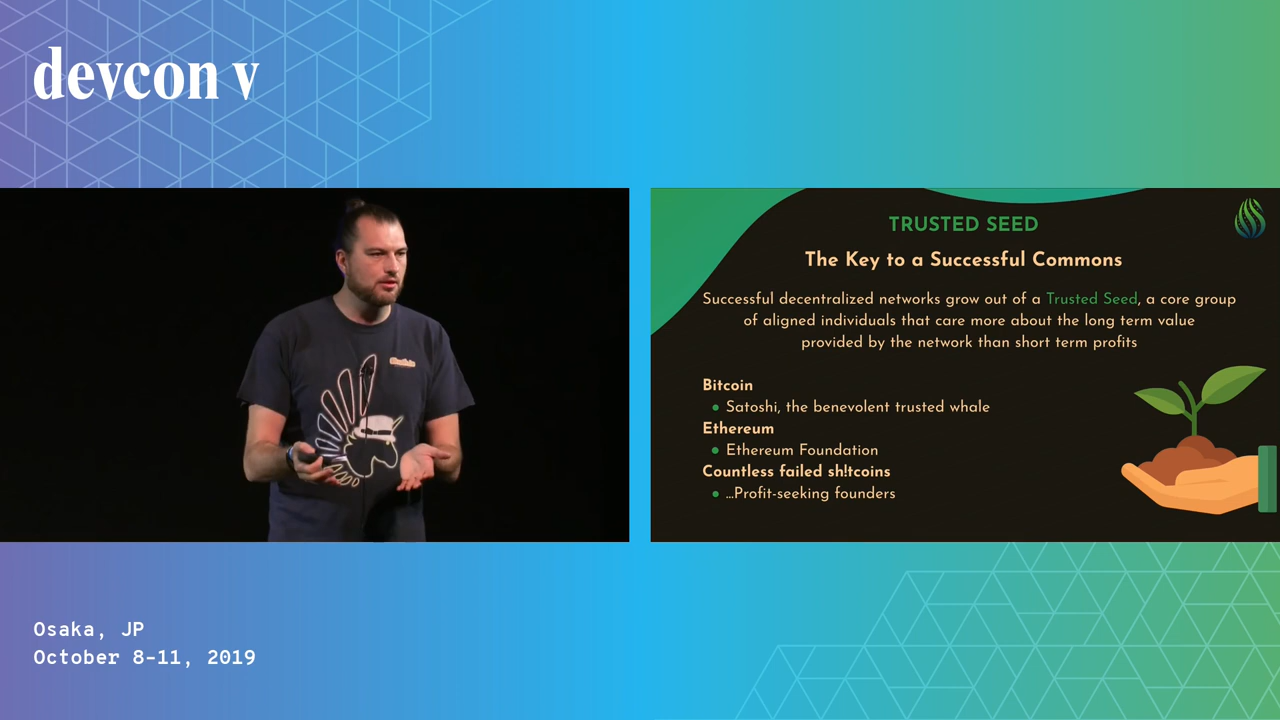 devcon v
TRUSTED SEED
The Key to a Successful Commons
Successful decentralized networks grow out of a Trusted Seed, a core group
of aligned individuals that care more about the long term value
provided by the network than short term profits
Bitcoin
• Satoshi, the benevolent trusted whale
Ethereum
• Ethereum Foundation
Countless failed sh!tcoins
• ...Profit-seeking founders
Osaka, JP
October 8-11, 2019